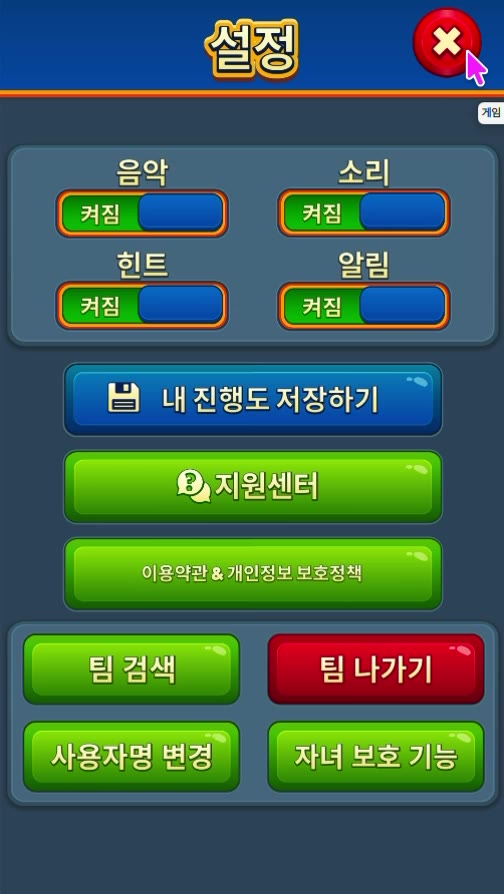 설정
게임
음악 소리
켜짐 켜짐
힌트 알림
켜짐 켜짐
내 진행도 저장하기
지원센터
이용약관 & 개인정보 보호정책
팀 검색 팀 나가기
사용자명 변경 자녀 보호 기능